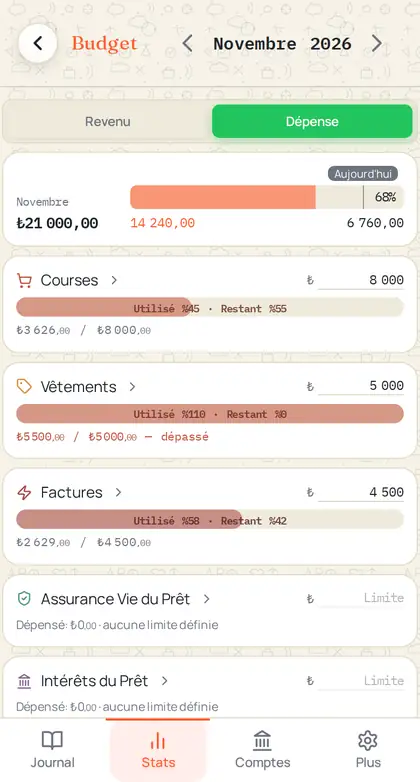 Budget
Novembre 2026
Revenu
Dépense
Aujourd'hui
Novembre
68%
₺21 000,00
14 240,00
6 760,00
Courses
₺ 8 000
Utilisé %45 · Restant %55
₺3 626,00 / ₺8 000,00
Vêtements
₺ 5 000
Utilisé %110 · Restant %0
₺5500,00 / ₺5000,00 — dépassé
Factures
₺ 4 500
Utilisé %58 · Restant %42
₺2 629,00 / ₺4 500,00
Assurance Vie du Prêt
₺ Limite
Dépensé: ₺0,00 · aucune limite définie
Intérêts du Prêt
₺ Limite
Dépensé: ₺0,00 · aucune limite définie
Journal
Stats
Comptes
Plus